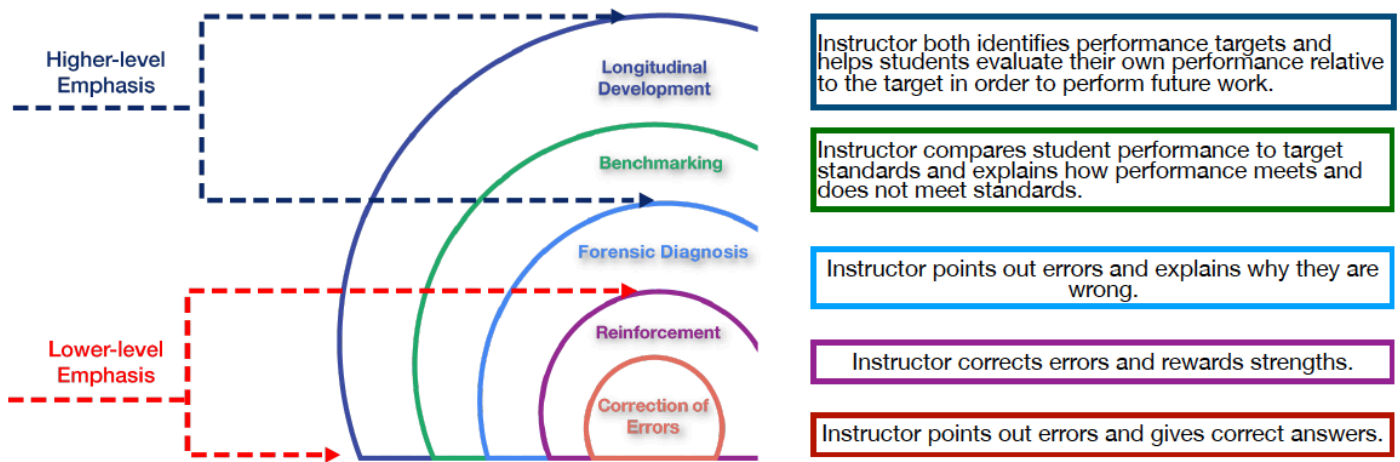 Higher-level
Emphasis
Lower-level
Emphasis
Longitudinal
Development
Benchmarking
Forensic Diagnosis
Reinforcement
Correction of
Errors
Instructor both identifies performance targets and
helps students evaluate their own performance relative
to the target in order to perform future work.
Instructor compares student performance to target
standards and explains how performance meets and
does not meet standards.
Instructor points out errors and explains why they are
wrong.
Instructor corrects errors and rewards strengths.
Instructor points out errors and gives correct answers.